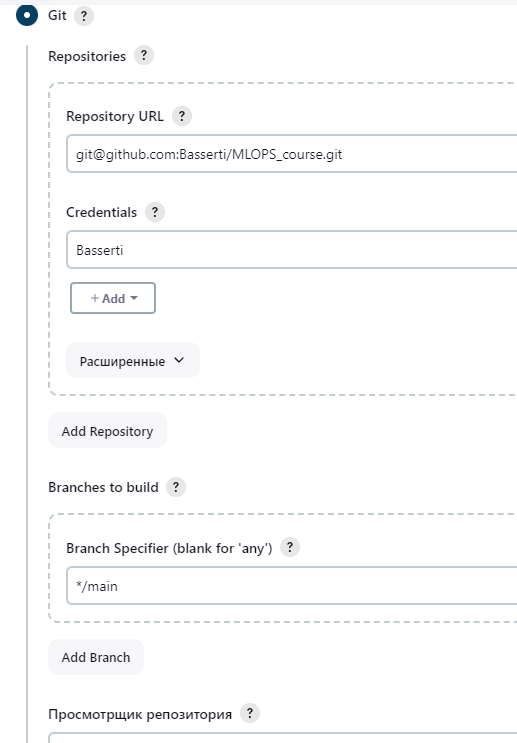 Git ?
Repositories ?
Repository URL ?
git@github.com:Basserti/MLOPS_course.git
Credentials ?
Basserti
+ Add
Расширенные
Add Repository
Branches to build ?
Branch Specifier (blank for 'any') ?
*/main
Add Branch
Просмотрщик репозитория ?